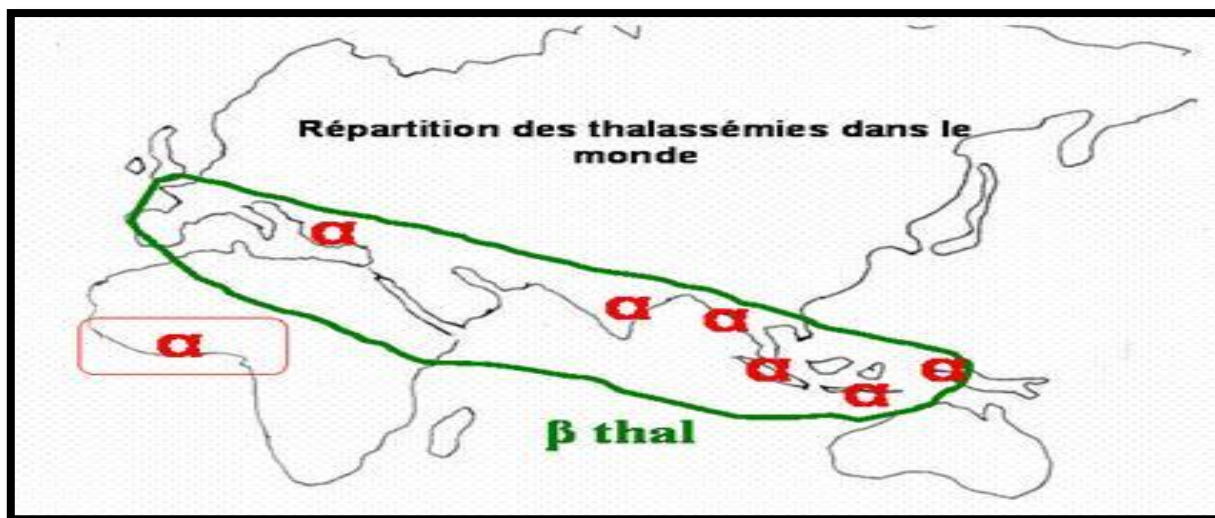 Répartition des thalassémies dans le
monde
α
α
α
α
α
α
α
β thal